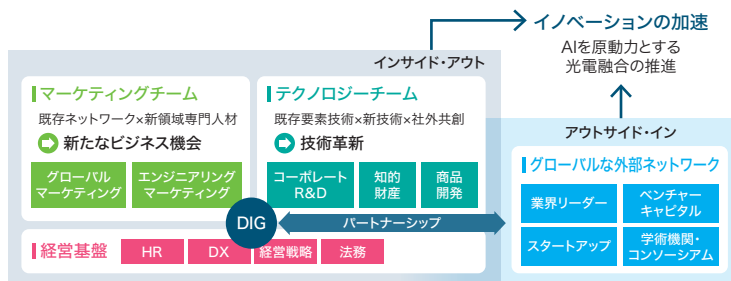 イノベーションの加速
AIを原動力とする
光電融合の推進
インサイド・アウト
マーケティングチーム
既存ネットワーク×新領域専門人材
新たなビジネス機会
グローバル
マーケティング
エンジニアリング
マーケティング
テクノロジーチーム
既存要素技術×新技術×社外共創
技術革新
コーポレート
R&D
知的
財産
商品
開発
DIG
パートナーシップ
経営基盤
HR
DX
経営戦略
法務
アウトサイド・イン
グローバルな外部ネットワーク
業界リーダー
ベンチャー
キャピタル
スタートアップ
学術機関・
コンソーシアム